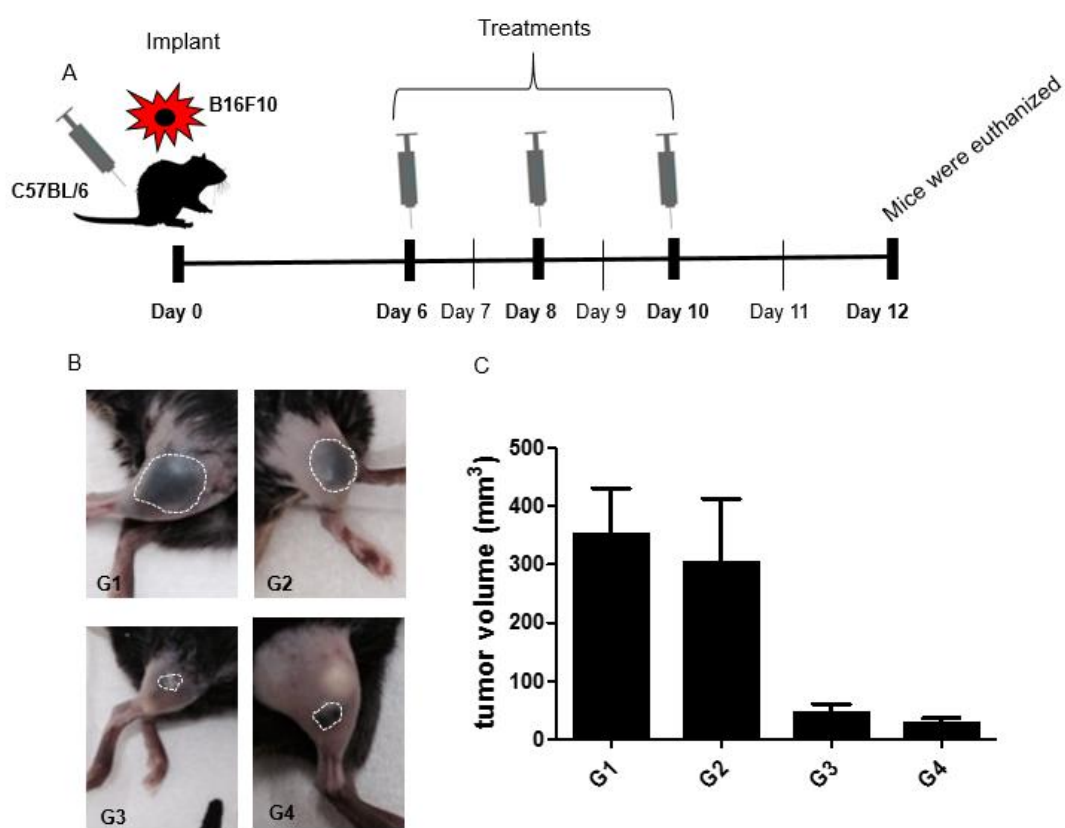 Implant
Treatments
A
B16F10
C57BL/6
Mice were euthanized
Day 0
Day 6
Day 7
Day 8
Day 9
Day 10
Day 11
Day 12
B
G1
G2
G3
G4
C
tumor volume (mm³)
500
400
300
200
100
0
G1
G2
G3
G4